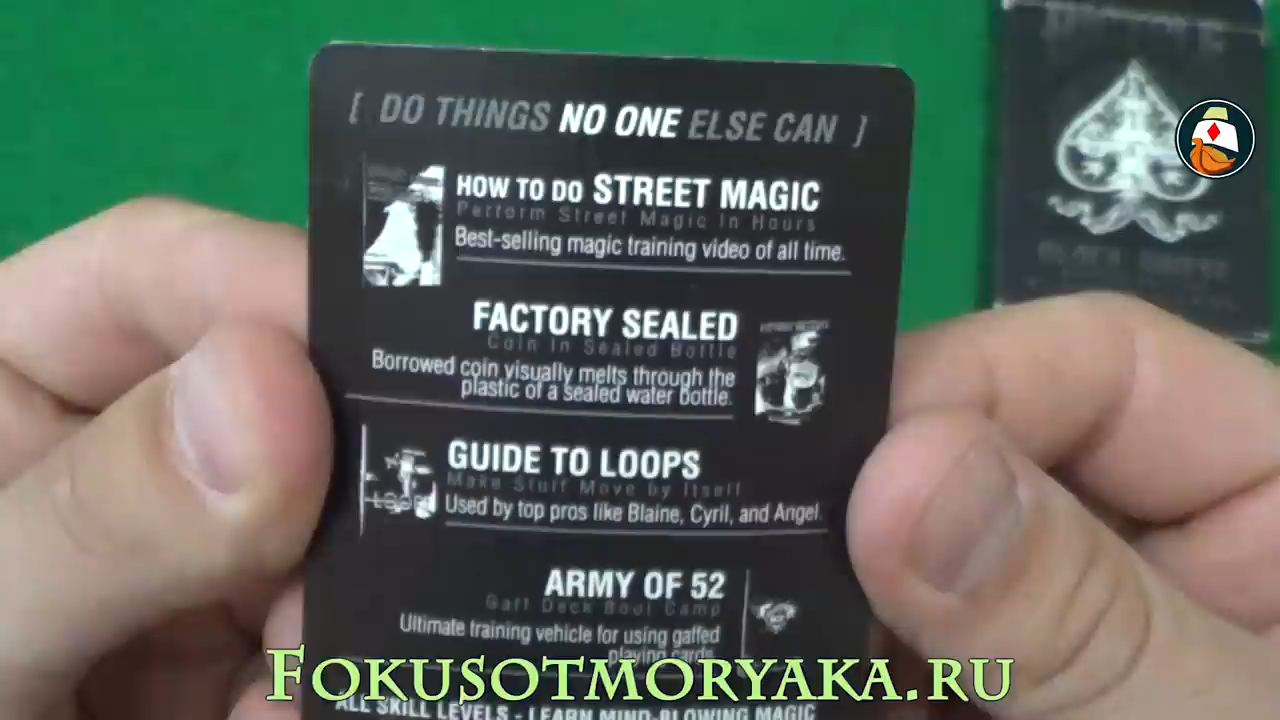 [ DO THINGS NO ONE ELSE CAN ]
HOW TO DO STREET MAGIC
Perform Street Magic In Hours
Best-selling magic training video of all time.
FACTORY SEALED
Coin In Sealed Bottle
Borrowed coin visually melts through the
plastic of a sealed water bottle.
GUIDE TO LOOPS
Make Stuff Move by Itself
Used by top pros like Blaine, Cyril, and Angel.
ARMY OF 52
Gaff Deck Boot Camp
Ultimate training vehicle for using gaffed
playing cards.
ALL SKILL LEVELS - LEARN MIND-BLOWING MAGIC
FOKUSOTMORYAKA.RU